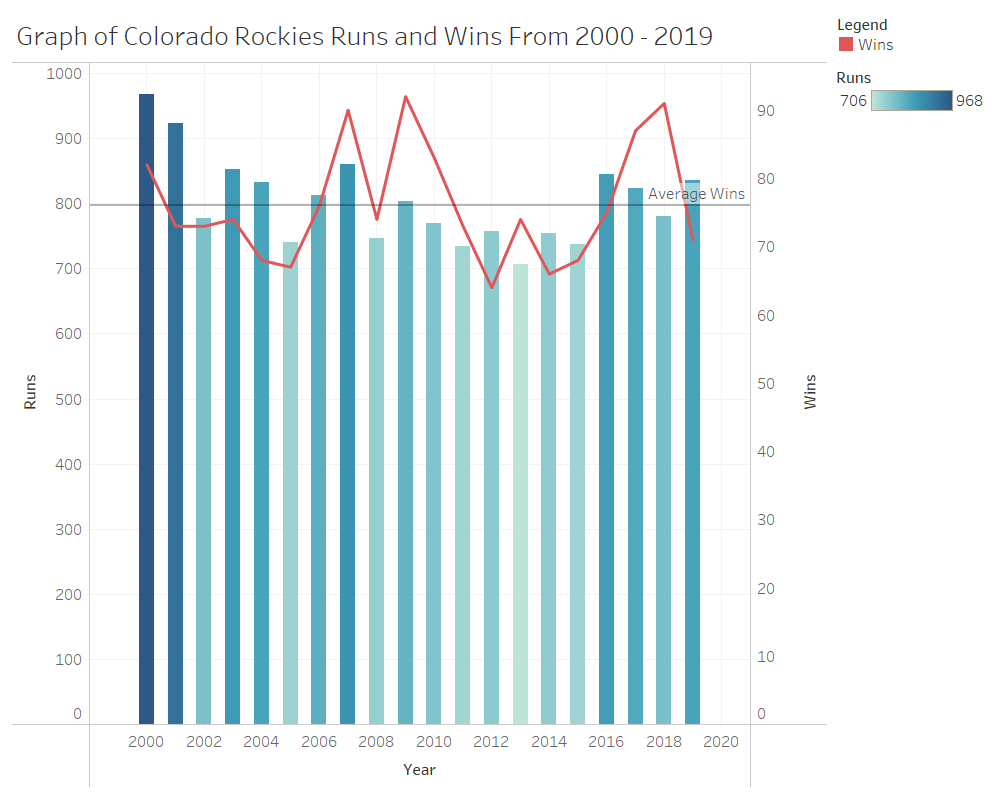 Graph of Colorado Rockies Runs and Wins From 2000 - 2019
Legend
Wins
Runs
706 968
1000
900
800
700
600
500
400
300
200
100
0
Runs
Average Wins
90
80
70
60
50
40
30
20
10
0
Wins
2000 2002 2004 2006 2008 2010 2012 2014 2016 2018 2020
Year